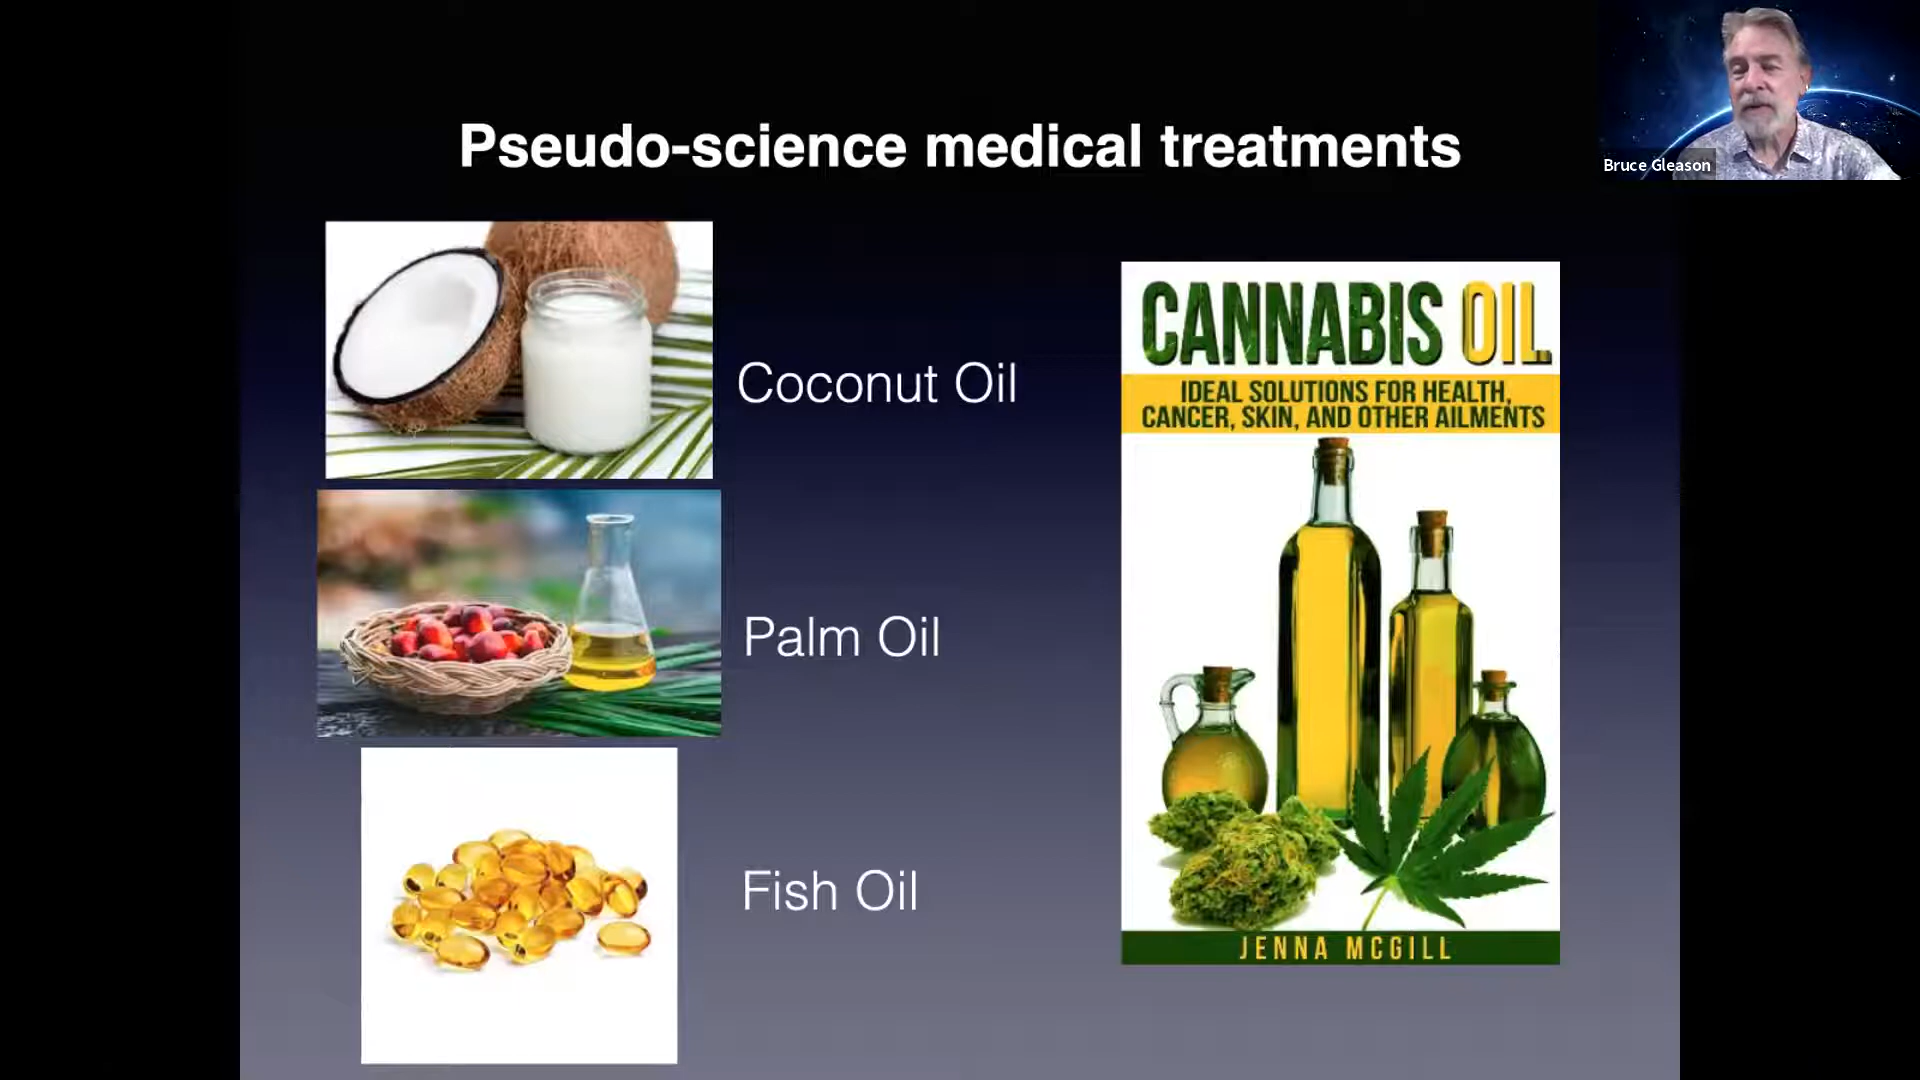 Pseudo-science medical treatments
Bruce Gleason
Coconut Oil
Palm Oil
Fish Oil
CANNABIS OIL
IDEAL SOLUTIONS FOR HEALTH,
CANCER, SKIN, AND OTHER AILMENTS
JENNA MCGILL